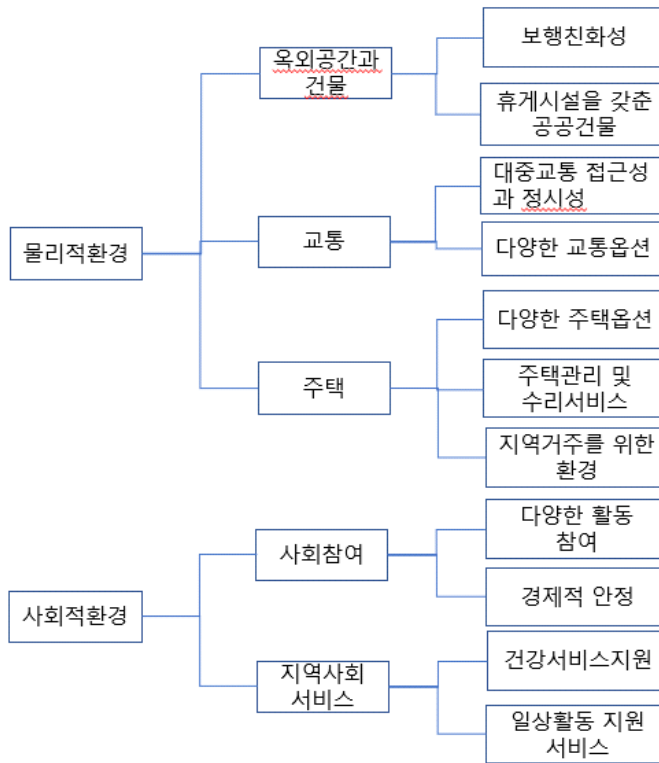 옥외공간과
건물
보행친화성
휴게시설을 갖춘
공공건물
물리적환경
교통
대중교통 접근성
과 정시성
다양한 교통옵션
주택
다양한 주택옵션
주택관리 및
수리서비스
지역거주를 위한
환경
사회적환경
사회참여
다양한 활동
참여
경제적 안정
지역사회
서비스
건강서비스지원
일상활동 지원
서비스